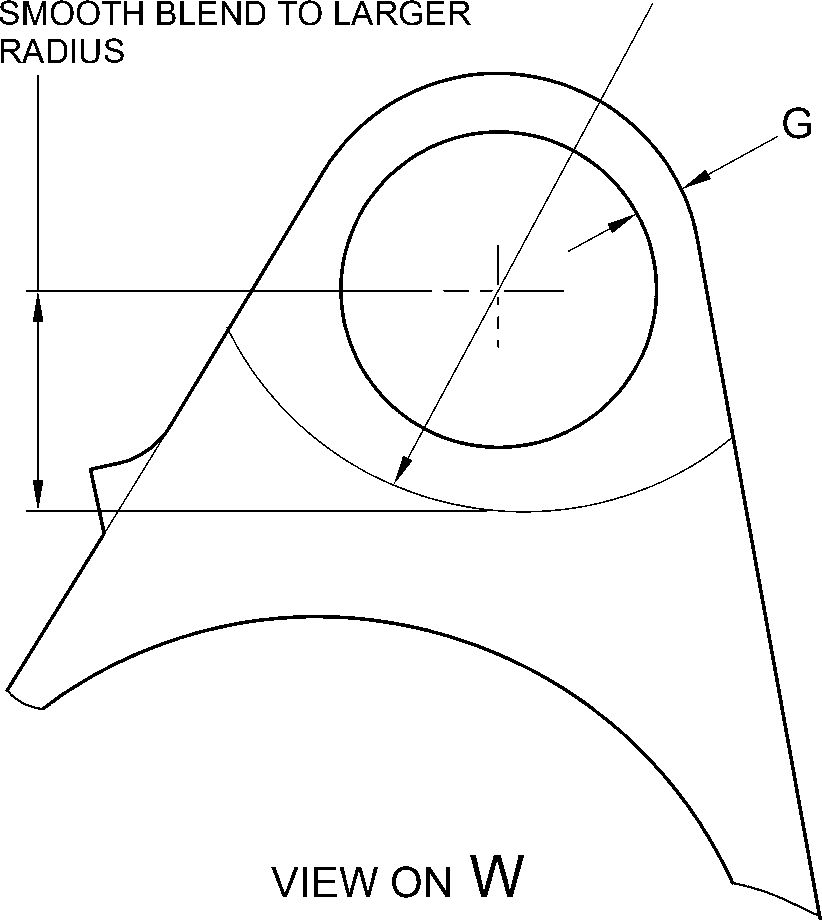 SMOOTH BLEND TO LARGER
RADIUS
G
VIEW ON W